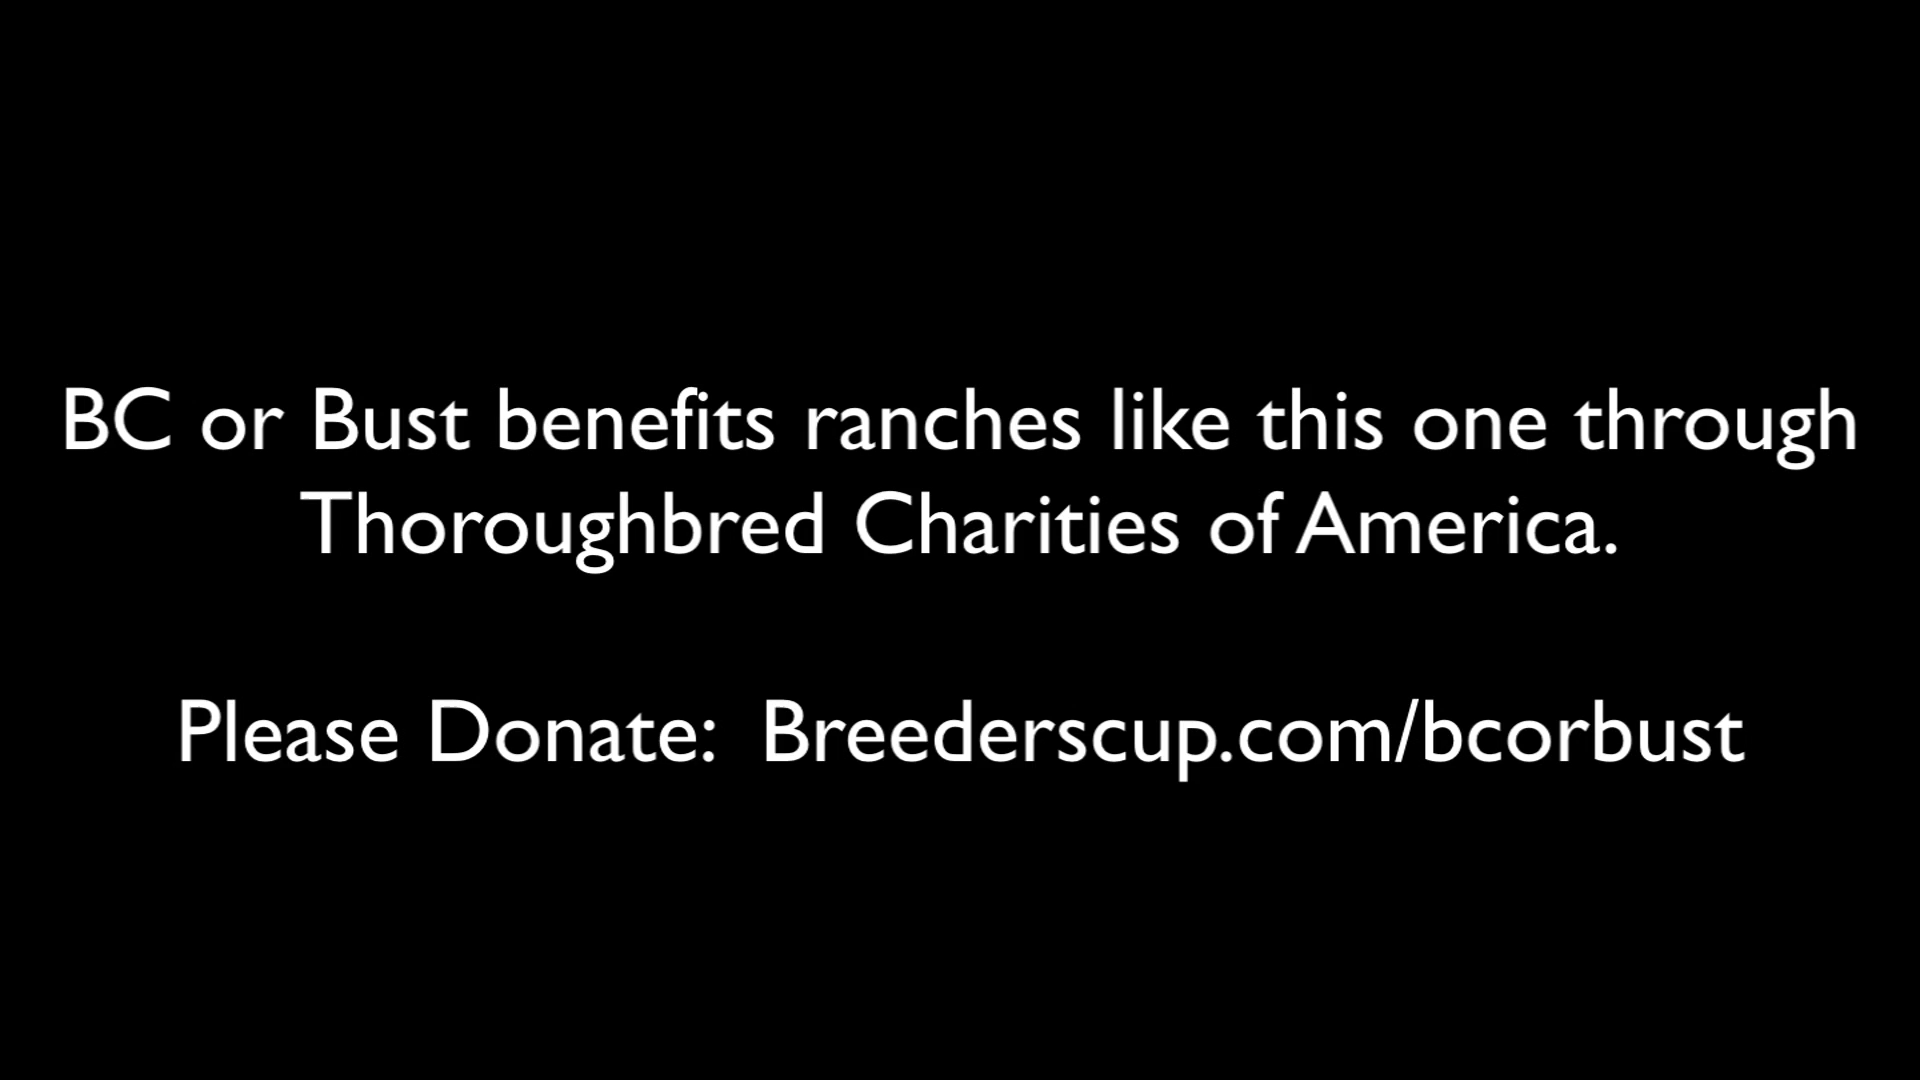 BC or Bust benefits ranches like this one through
Thoroughbred Charities of America.
Please Donate:  Breederscup.com/bcorbust